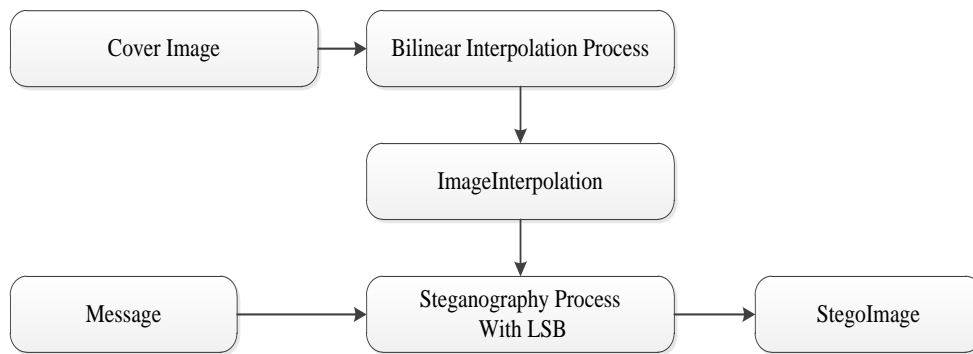 Cover Image
Bilinear Interpolation Process
ImageInterpolation
Message
Steganography Process
With LSB
StegoImage